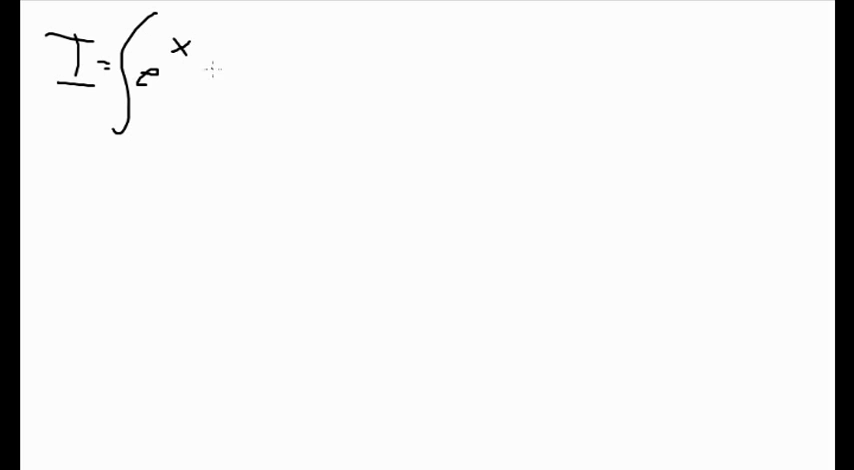 I = ∫ e^x